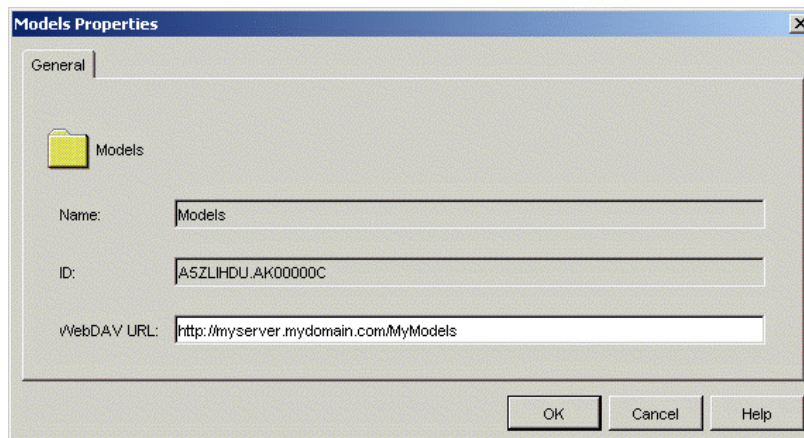 Models Properties
General
Models
Name: Models
ID: A5ZLIHDU.AK00000C
WebDAV URL: http://myserver.mydomain.com/MyModels
OK Cancel Help